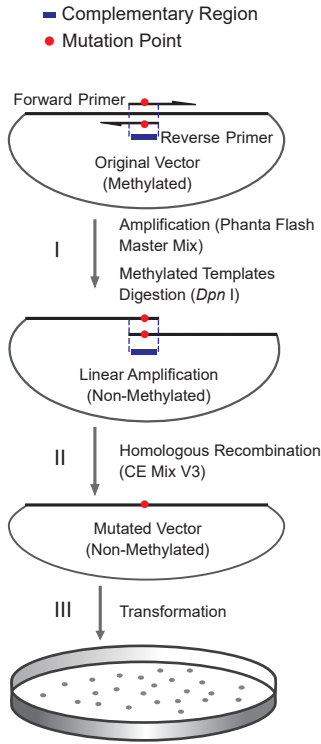 Complementary Region
Mutation Point
Forward Primer
Reverse Primer
Original Vector
(Methylated)
I
Amplification (Phanta Flash
Master Mix)
Methylated Templates
Digestion (Dpn I)
Linear Amplification
(Non-Methylated)
II
Homologous Recombination
(CE Mix V3)
Mutated Vector
(Non-Methylated)
III
Transformation